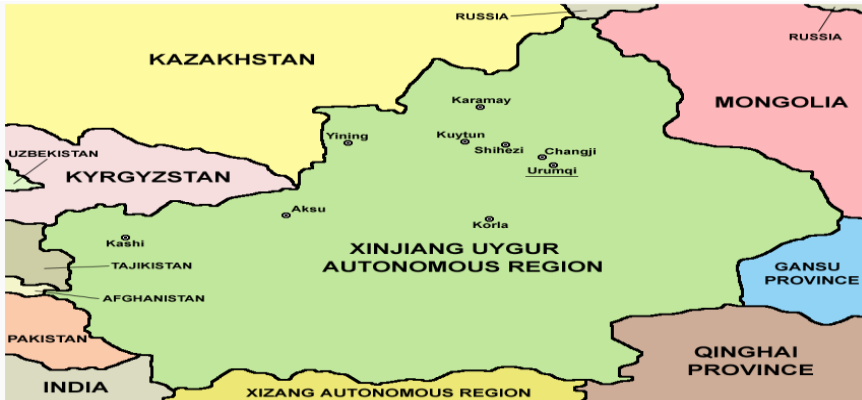 RUSSIA
RUSSIA
KAZAKHSTAN
MONGOLIA
Karamay
Yining
Kuytun
Shihezi
Changji
Urumqi
UZBEKISTAN
KYRGYZSTAN
Aksu
Korla
Kashi
XINJIANG UYGUR
AUTONOMOUS REGION
TAJIKISTAN
GANSU
PROVINCE
AFGHANISTAN
PAKISTAN
QINGHAI
PROVINCE
INDIA
XIZANG AUTONOMOUS REGION